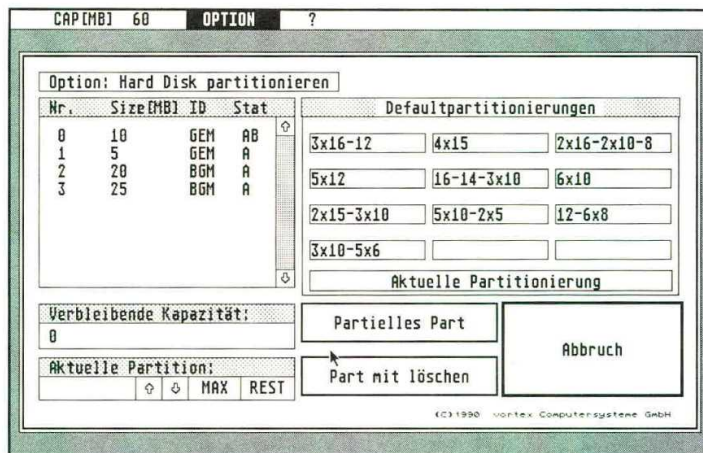 CAP[MB] 60 OPTION ?
Option: Hard Disk partitionieren
Nr. Size[MB] ID Stat
0 10 GEM AB
1 5 GEM A
2 20 BGM A
3 25 BGM A
Defaultpartitionierungen
3x16-12 4x15 2x16-2x10-8
5x12 16-14-3x10 6x10
2x15-3x10 5x10-2x5 12-6x8
3x10-5x6
Aktuelle Partitionierung
Verbleibende Kapazität:
0
Aktuelle Partition:
MAX REST
Partielles Part
Part mit löschen
Abbruch
(C)1990 vortex Computersysteme GmbH